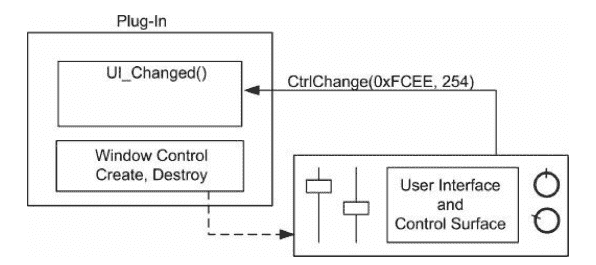 Plug-In
UI_Changed()
CtrlChange(0xFCEE, 254)
Window Control
Create, Destroy
User Interface
and
Control Surface